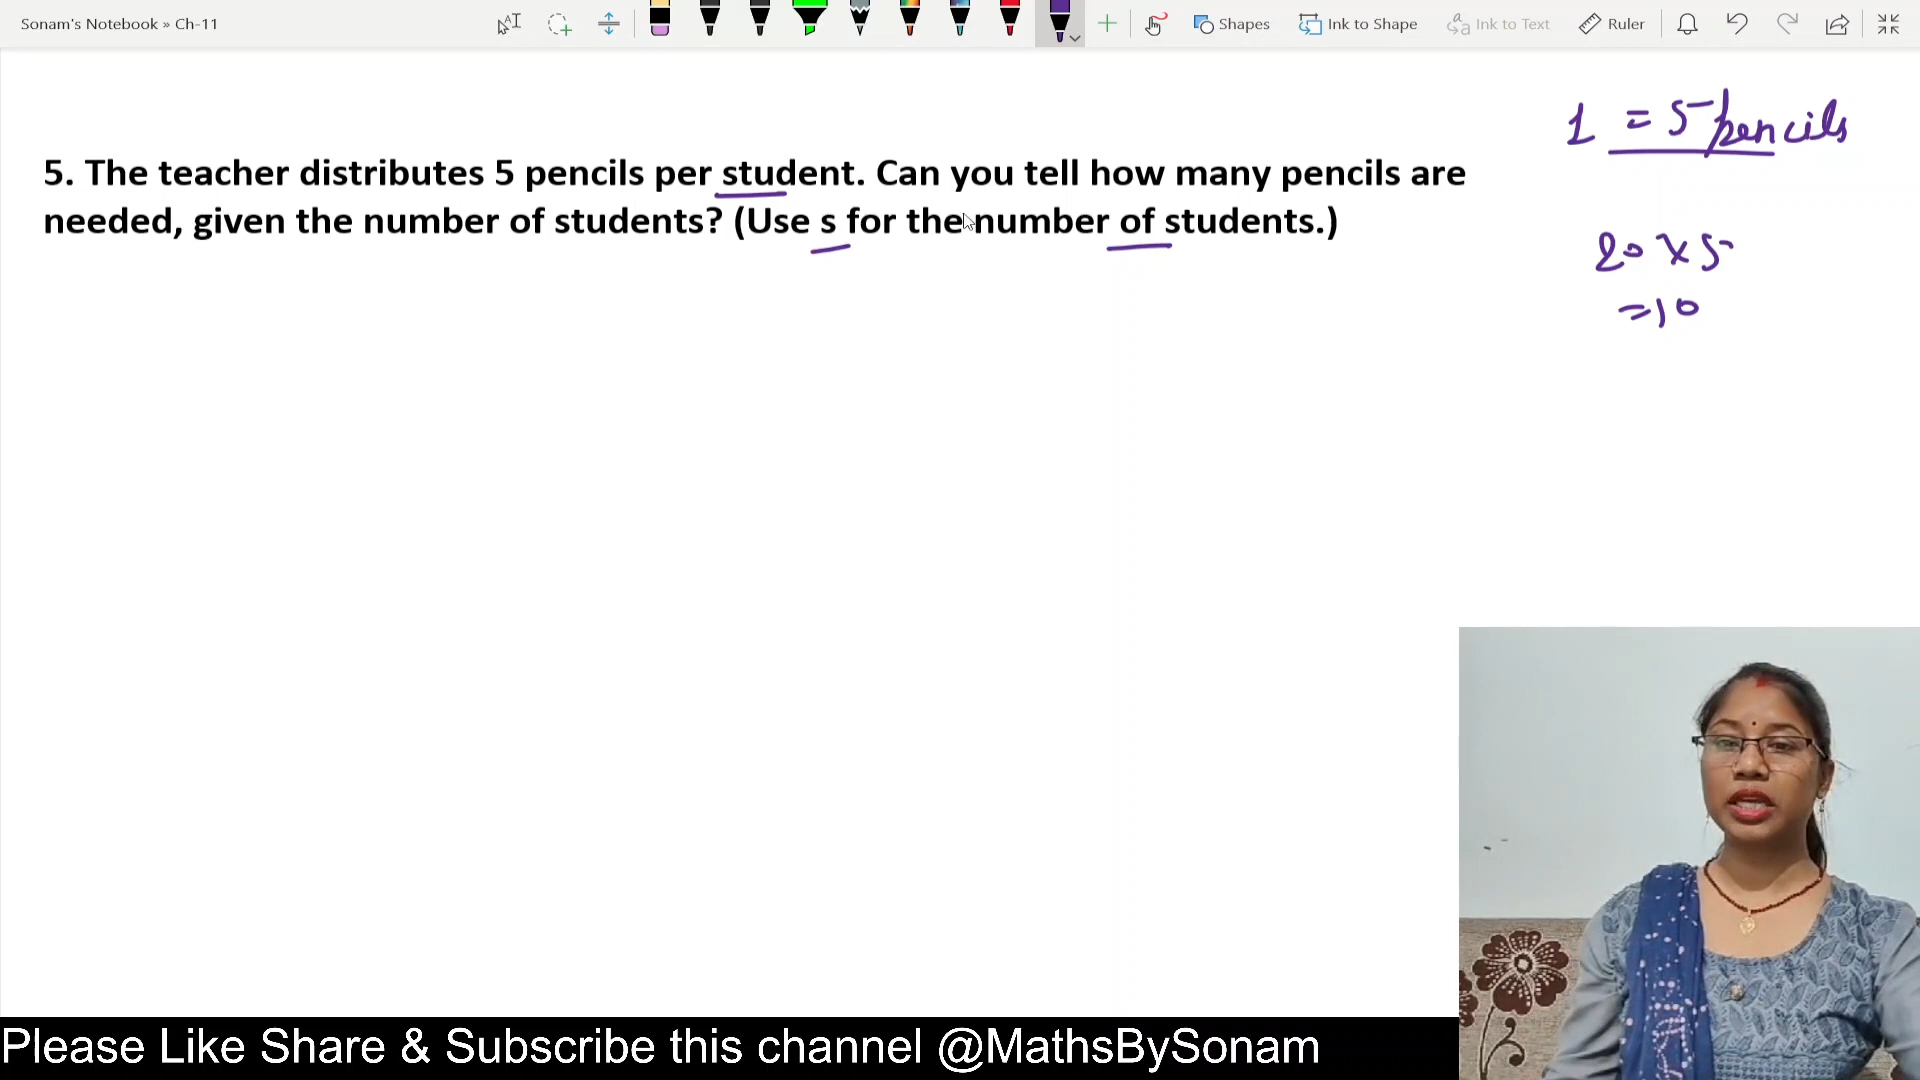 Sonam's Notebook » Ch-11
Shapes
Ink to Shape
Ink to Text
Ruler
1 = 5 pencils
5. The teacher distributes 5 pencils per student. Can you tell how many pencils are
needed, given the number of students? (Use s for the number of students.)
20 x 5
=10
Please Like Share & Subscribe this channel @MathsBySonam